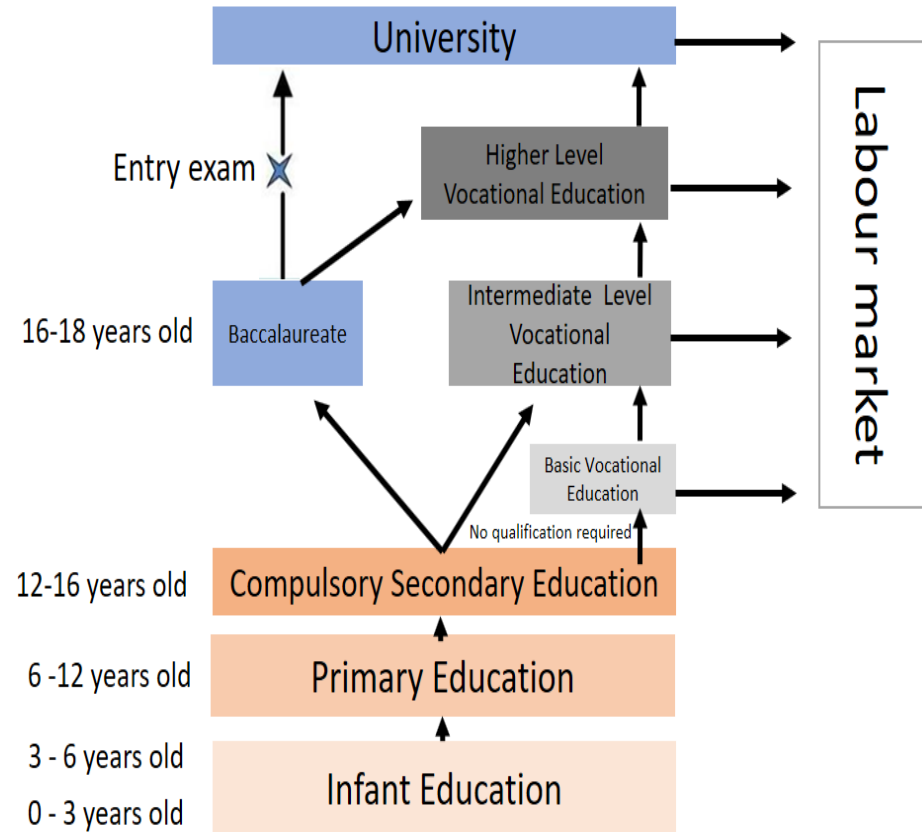 University
Entry exam
Higher Level
Vocational Education
16-18 years old
Baccalaureate
Intermediate Level
Vocational
Education
Basic Vocational
Education
No qualification required
12-16 years old
Compulsory Secondary Education
6 -12 years old
Primary Education
3 - 6 years old
0 - 3 years old
Infant Education
Labour market